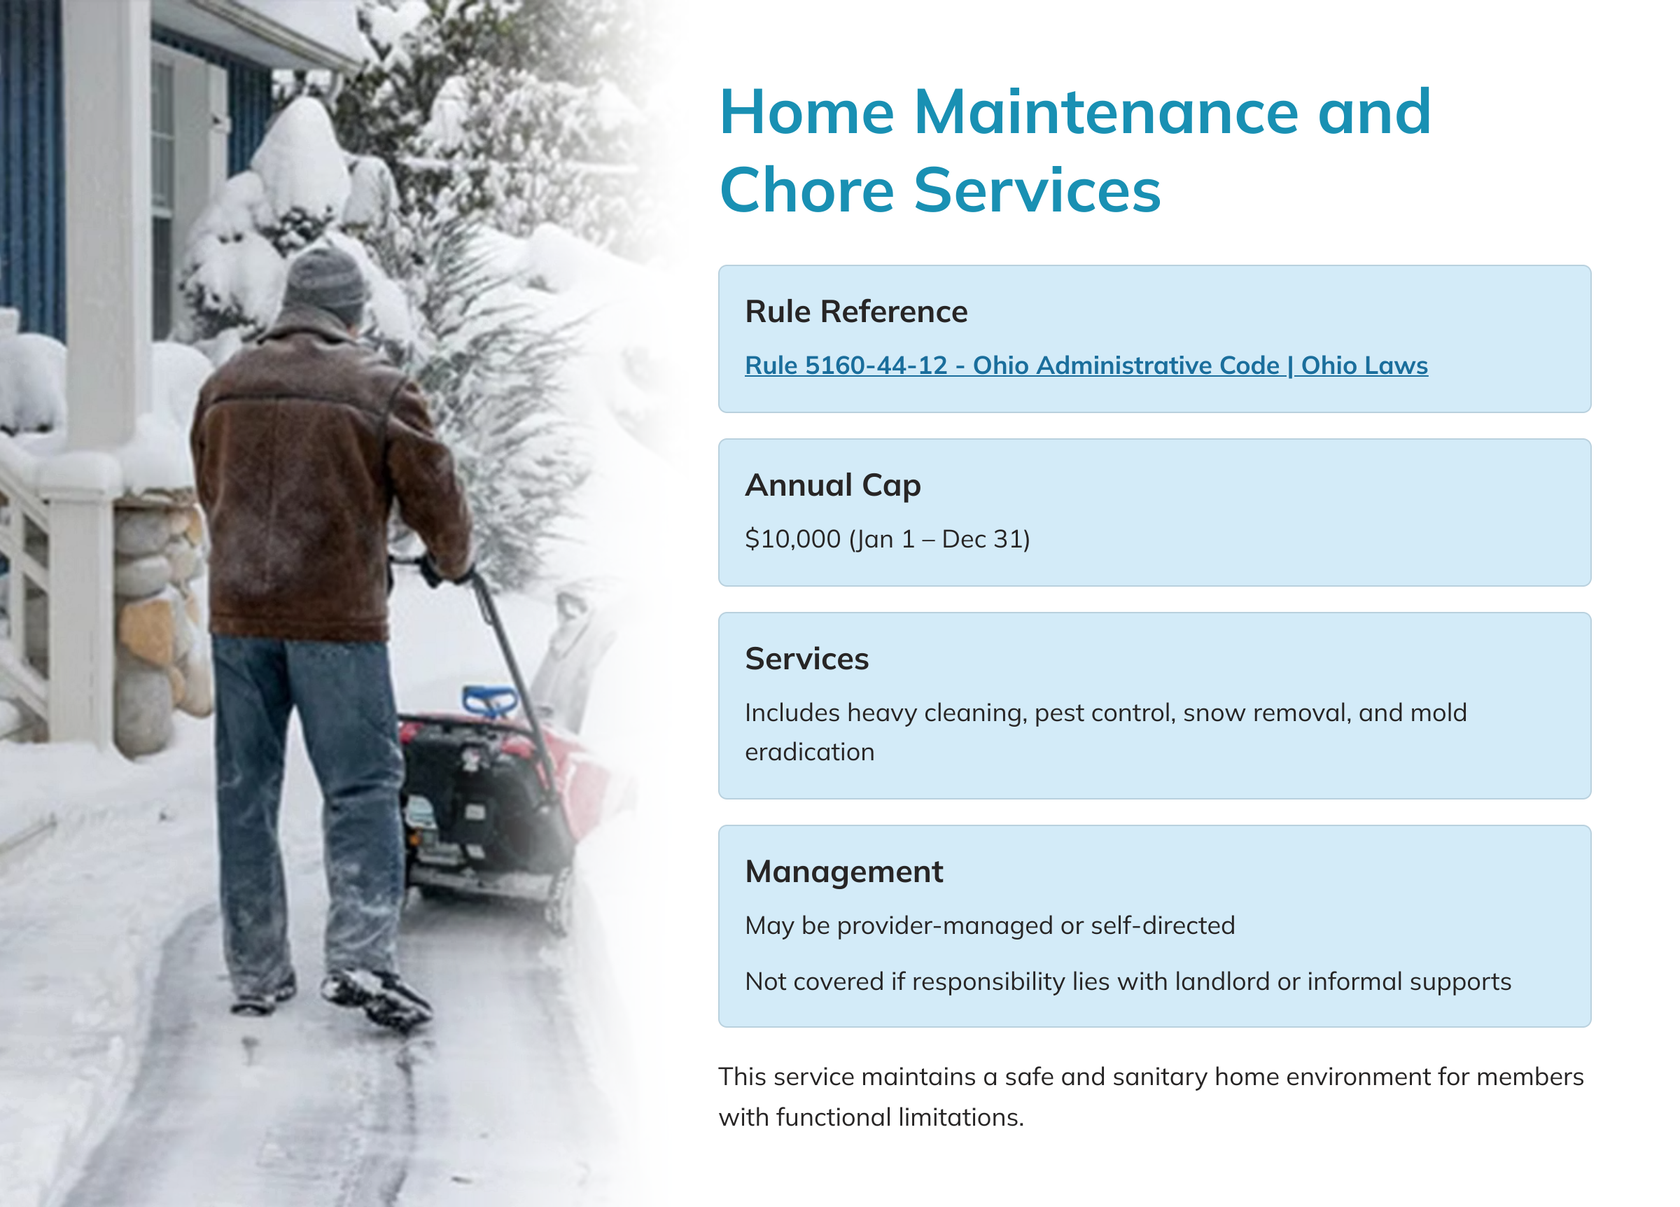 Home Maintenance and
Chore Services
Rule Reference
Rule 5160-44-12 - Ohio Administrative Code | Ohio Laws
Annual Cap
$10,000 (Jan 1 – Dec 31)
Services
Includes heavy cleaning, pest control, snow removal, and mold
eradication
Management
May be provider-managed or self-directed
Not covered if responsibility lies with landlord or informal supports
This service maintains a safe and sanitary home environment for members
with functional limitations.